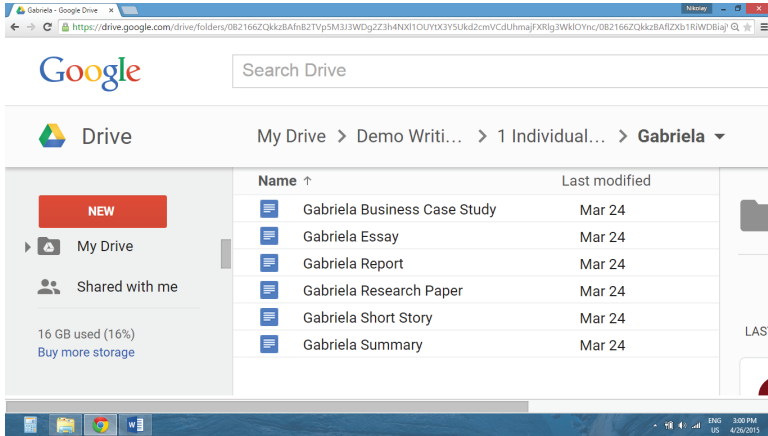 Gabriela - Google Drive
Nikolay
https://drive.google.com/drive/folders/
Google
Search Drive
Drive
My Drive > Demo Writi... > 1 Individual... > Gabriela
Name ↑ Last modified
NEW
Gabriela Business Case Study Mar 24
Gabriela Essay Mar 24
My Drive
Gabriela Report Mar 24
Shared with me
Gabriela Research Paper Mar 24
Gabriela Short Story Mar 24
16 GB used (16%)
LAS
Gabriela Summary Mar 24
Buy more storage
ENG 3:00 PM
US 4/26/2015